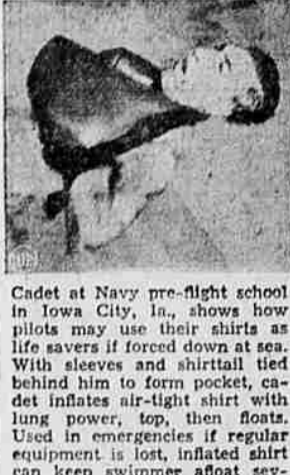 Cadet at Navy pre-flight school
in Iowa City, Ia., shows how
pilots may use their shirts as
life savers if forced down at sea.
With sleeves and shirttail tied
behind him to form pocket, ca-
det inflates air-tight shirt with
lung power, top, then floats.
Used in emergencies if regular
equipment is lost, inflated shirt
can keep swimmer afloat sev-